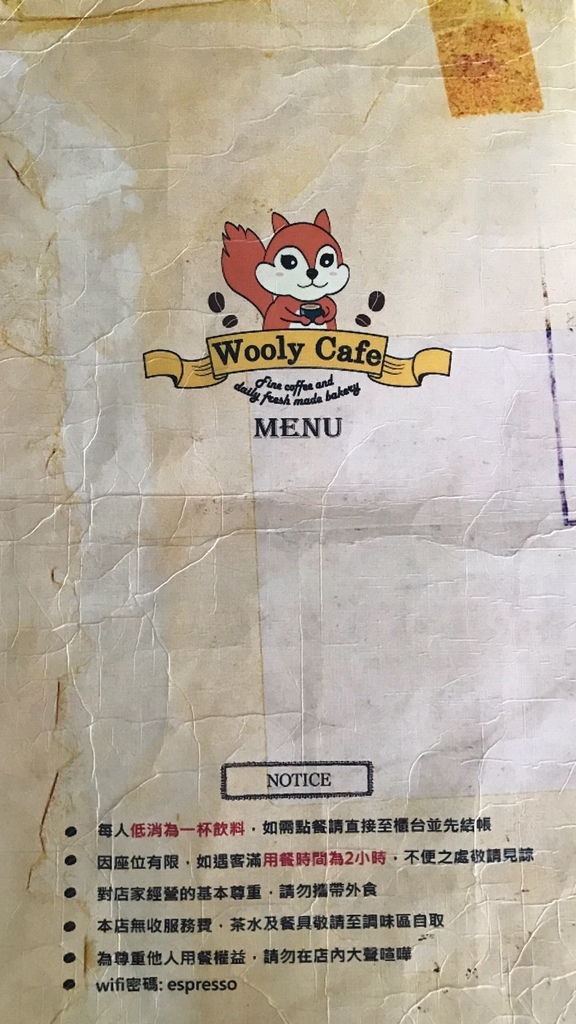 Wooly Cafe
Fine coffee and
daily fresh made bakery
MENU
NOTICE
每人低消為一杯飲料，如需點餐請直接至櫃台並先結帳
因座位有限，如遇客滿用餐時間為2小時，不便之處敬請見諒
對店家經營的基本尊重，請勿攜帶外食
本店無收服務費，茶水及餐具敬請至調味區自取
為尊重他人用餐權益，請勿在店內大聲喧嘩
wifi密碼: espresso